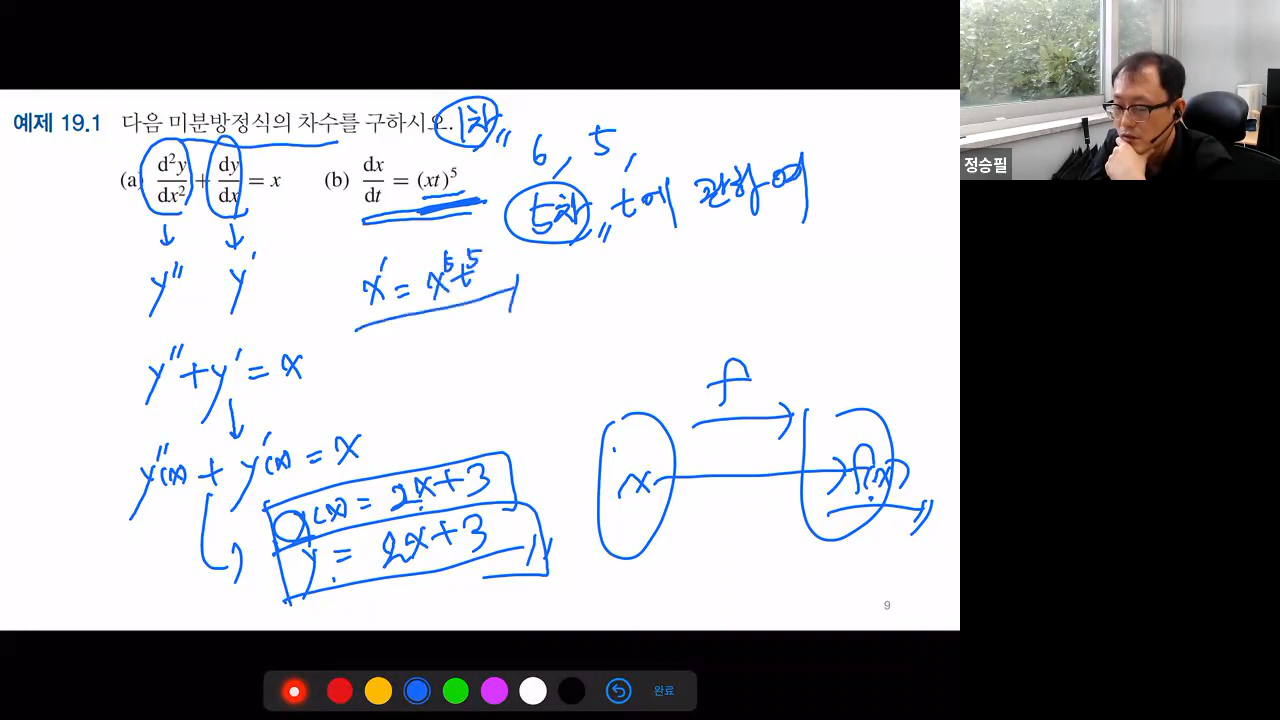 예제 19.1 다음 미분방정식의 차수를 구하시오.
1차
(a) d²y/dx² + dy/dx = x (b) dx/dt = (xt)⁵
6, 5,
5차 t에 관하여
y'' y'
x' = x⁵t⁵
y'' + y' = x
y''(x) + y'(x) = x
(x) = 2x+3
y = 2x+3
f
x
f(x)
9
정승필
완료